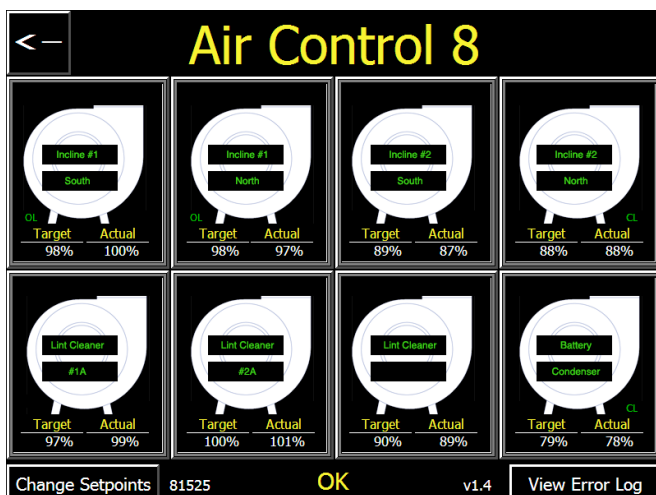 <-
Air Control 8
Incline #1
South
OL
Target Actual
98% 100%
Incline #1
North
OL
Target Actual
98% 97%
Incline #2
South
Target Actual
89% 87%
Incline #2
North
CL
Target Actual
88% 88%
Lint Cleaner
#1A
Target Actual
97% 99%
Lint Cleaner
#2A
Target Actual
100% 101%
Lint Cleaner
Target Actual
90% 89%
Battery
Condenser
CL
Target Actual
79% 78%
Change Setpoints 81525 OK v1.4 View Error Log